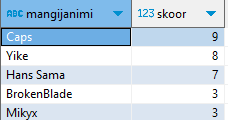 ABC mangijanimi 123 skoor
Caps 9
Yike 8
Hans Sama 7
BrokenBlade 3
Mikyx 3